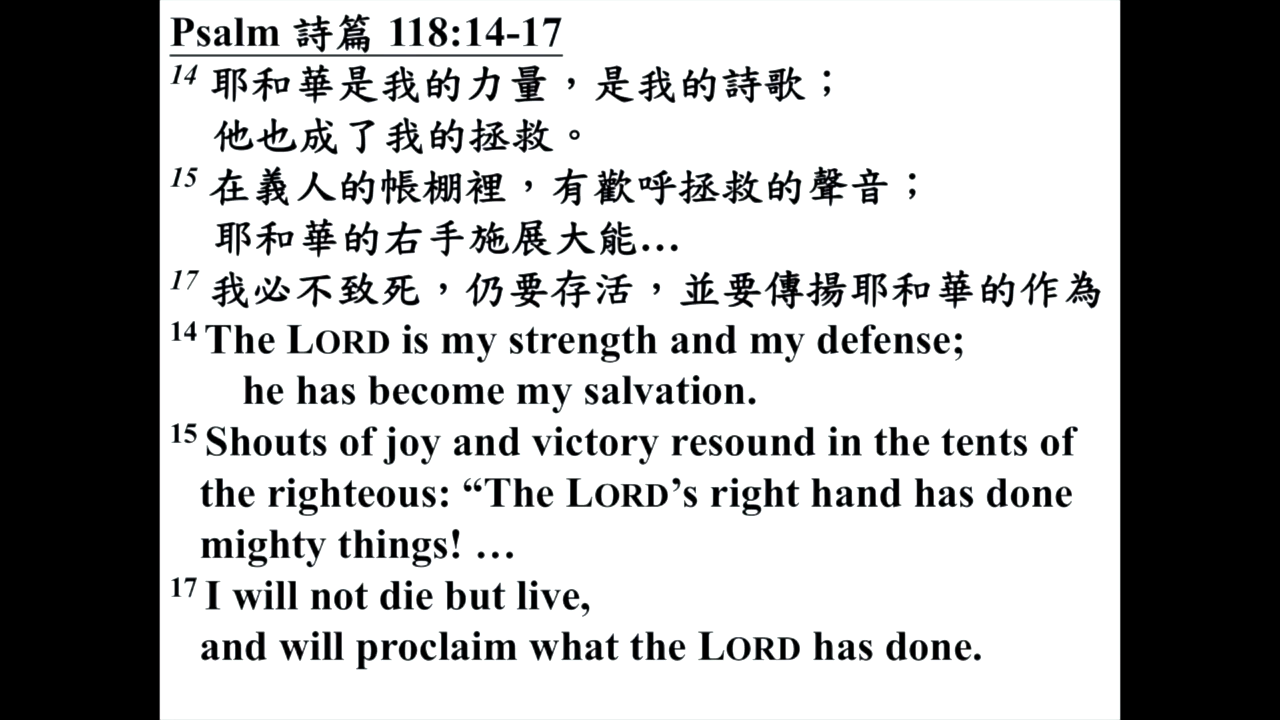 Psalm 詩篇 118:14-17
14 耶和華是我的力量，是我的詩歌；
他也成了我的拯救。
15 在義人的帳棚裡，有歡呼拯救的聲音；
耶和華的右手施展大能…
17 我必不致死，仍要存活，並要傳揚耶和華的作為
14 The LORD is my strength and my defense;
he has become my salvation.
15 Shouts of joy and victory resound in the tents of
the righteous: “The LORD’s right hand has done
mighty things! …
17 I will not die but live,
and will proclaim what the LORD has done.